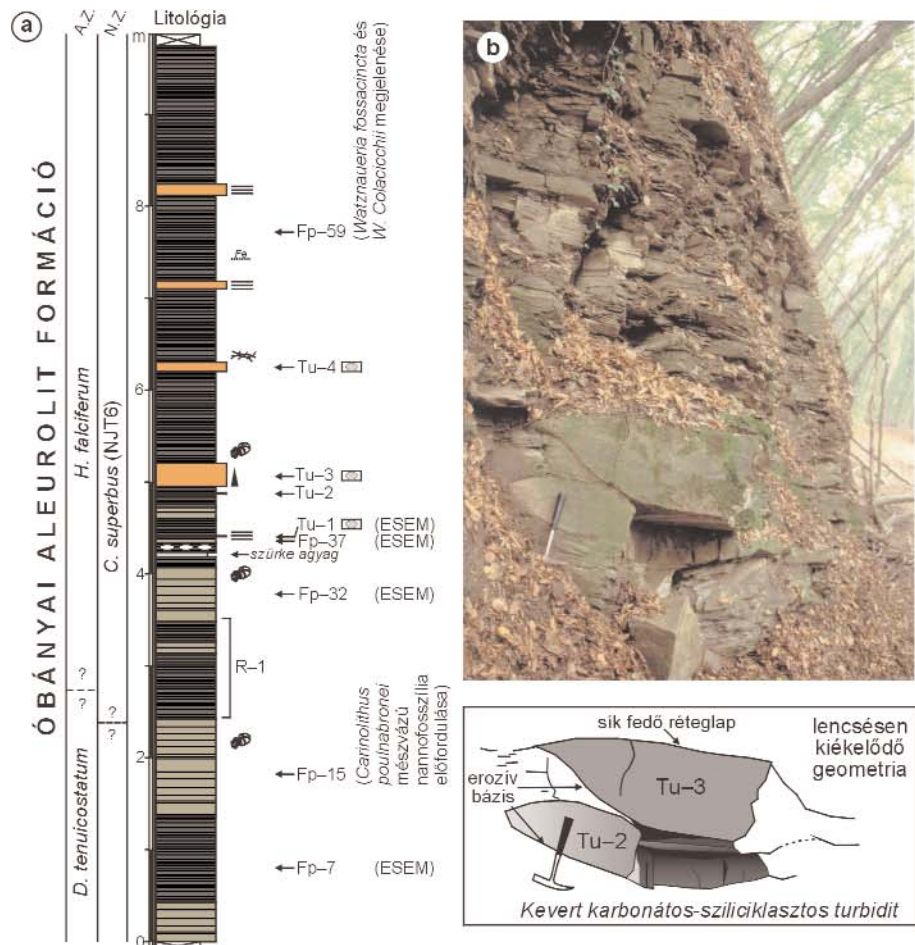 a
A.Z.
N.Z.
Litológia
m
8
6
4
2
0
ÓBÁNYAI ALEUROLIT FORMÁCIÓ
H. falciferum
?
?
D. tenuicostatum
C. superbus (NJT6)
?
?
(Watznaueria fossacincta és
W. Colacicchii megjelenése)
Fp–59
Fe
Tu–4
Tu–3
Tu–2
Tu–1 (ESEM)
Fp–37 (ESEM)
szürke agyag
Fp–32 (ESEM)
R–1
(Carinolithus
poulnabronei
mészvázú
nannofosszília
előfordulása)
Fp–15
Fp–7 (ESEM)
b
sík fedő réteglap
lencsésen
kiékelődő
geometria
erozív
bázis
Tu–3
Tu–2
Kevert karbonátos-sziliciklasztos turbidit